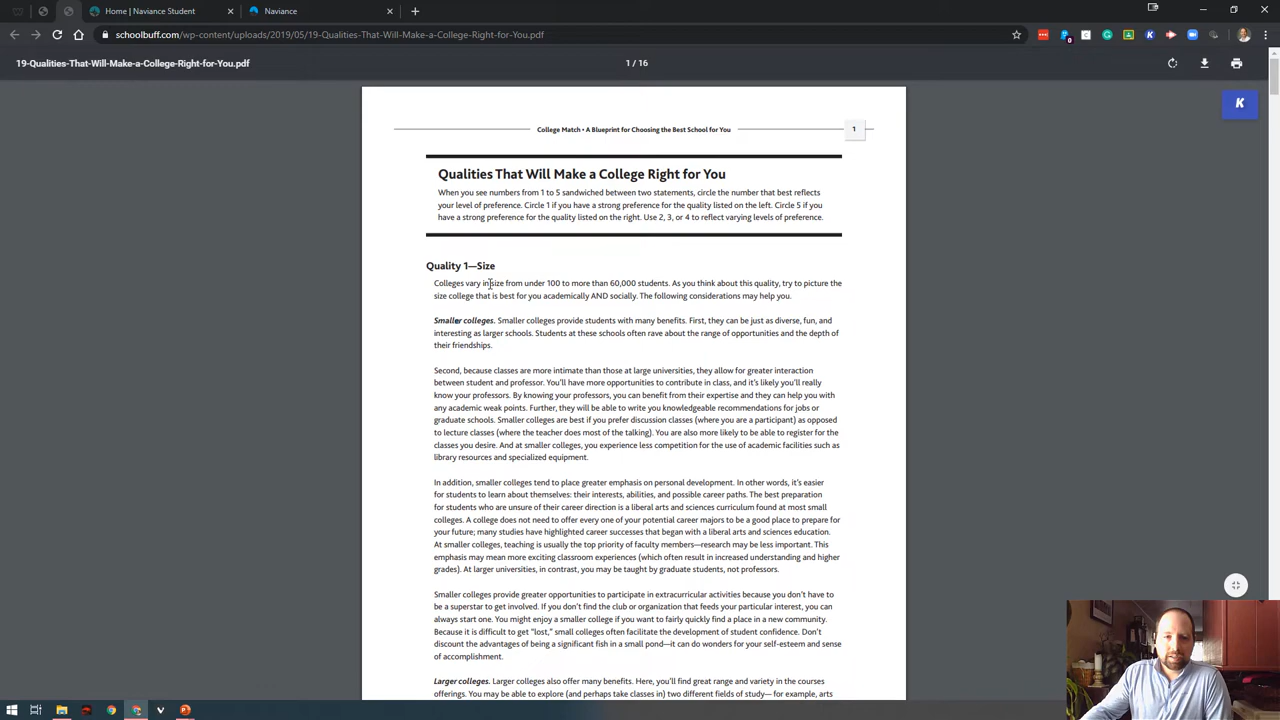 Home | Naviance Student
Naviance
schoolbuff.com/wp-content/uploads/2019/05/19-Qualities-That-Will-Make-a-College-Right-for-You.pdf
19-Qualities-That-Will-Make-a-College-Right-for-You.pdf
1 / 16
K
College Match • A Blueprint for Choosing the Best School for You
1
Qualities That Will Make a College Right for You
When you see numbers from 1 to 5 sandwiched between two statements, circle the number that best reflects
your level of preference. Circle 1 if you have a strong preference for the quality listed on the left. Circle 5 if you
have a strong preference for the quality listed on the right. Use 2, 3, or 4 to reflect varying levels of preference.
Quality 1—Size
Colleges vary in size from under 100 to more than 60,000 students. As you think about this quality, try to picture the
size college that is best for you academically AND socially. The following considerations may help you.
Smaller colleges. Smaller colleges provide students with many benefits. First, they can be just as diverse, fun, and
interesting as larger schools. Students at these schools often rave about the range of opportunities and the depth of
their friendships.
Second, because classes are more intimate than those at large universities, they allow for greater interaction
between student and professor. You'll have more opportunities to contribute in class, and it's likely you'll really
know your professors. By knowing your professors, you can benefit from their expertise and they can help you with
any academic weak points. Further, they will be able to write you knowledgeable recommendations for jobs or
graduate schools. Smaller colleges are best if you prefer discussion classes (where you are a participant) as opposed
to lecture classes (where the teacher does most of the talking). You are also more likely to be able to register for the
classes you desire. And at smaller colleges, you experience less competition for the use of academic facilities such as
library resources and specialized equipment.
In addition, smaller colleges tend to place greater emphasis on personal development. In other words, it's easier
for students to learn about themselves: their interests, abilities, and possible career paths. The best preparation
for students who are unsure of their career direction is a liberal arts and sciences curriculum found at most small
colleges. A college does not need to offer every one of your potential career majors to be a good place to prepare for
your future; many studies have highlighted career successes that began with a liberal arts and sciences education.
At smaller colleges, teaching is usually the top priority of faculty members—research may be less important. This
emphasis may mean more exciting classroom experiences (which often result in increased understanding and higher
grades). At larger universities, in contrast, you may be taught by graduate students, not professors.
Smaller colleges provide greater opportunities to participate in extracurricular activities because you don't have to
be a superstar to get involved. If you don't find the club or organization that feeds your particular interest, you can
always start one. You might enjoy a smaller college if you want to fairly quickly find a place in a new community.
Because it is difficult to get "lost," small colleges often facilitate the development of student confidence. Don't
discount the advantages of being a significant fish in a small pond—it can do wonders for your self-esteem and sense
of accomplishment.
Larger colleges. Larger colleges also offer many benefits. Here, you'll find great range and variety in the courses
offerings. You may be able to explore (and perhaps take classes in) two different fields of study— for example, arts